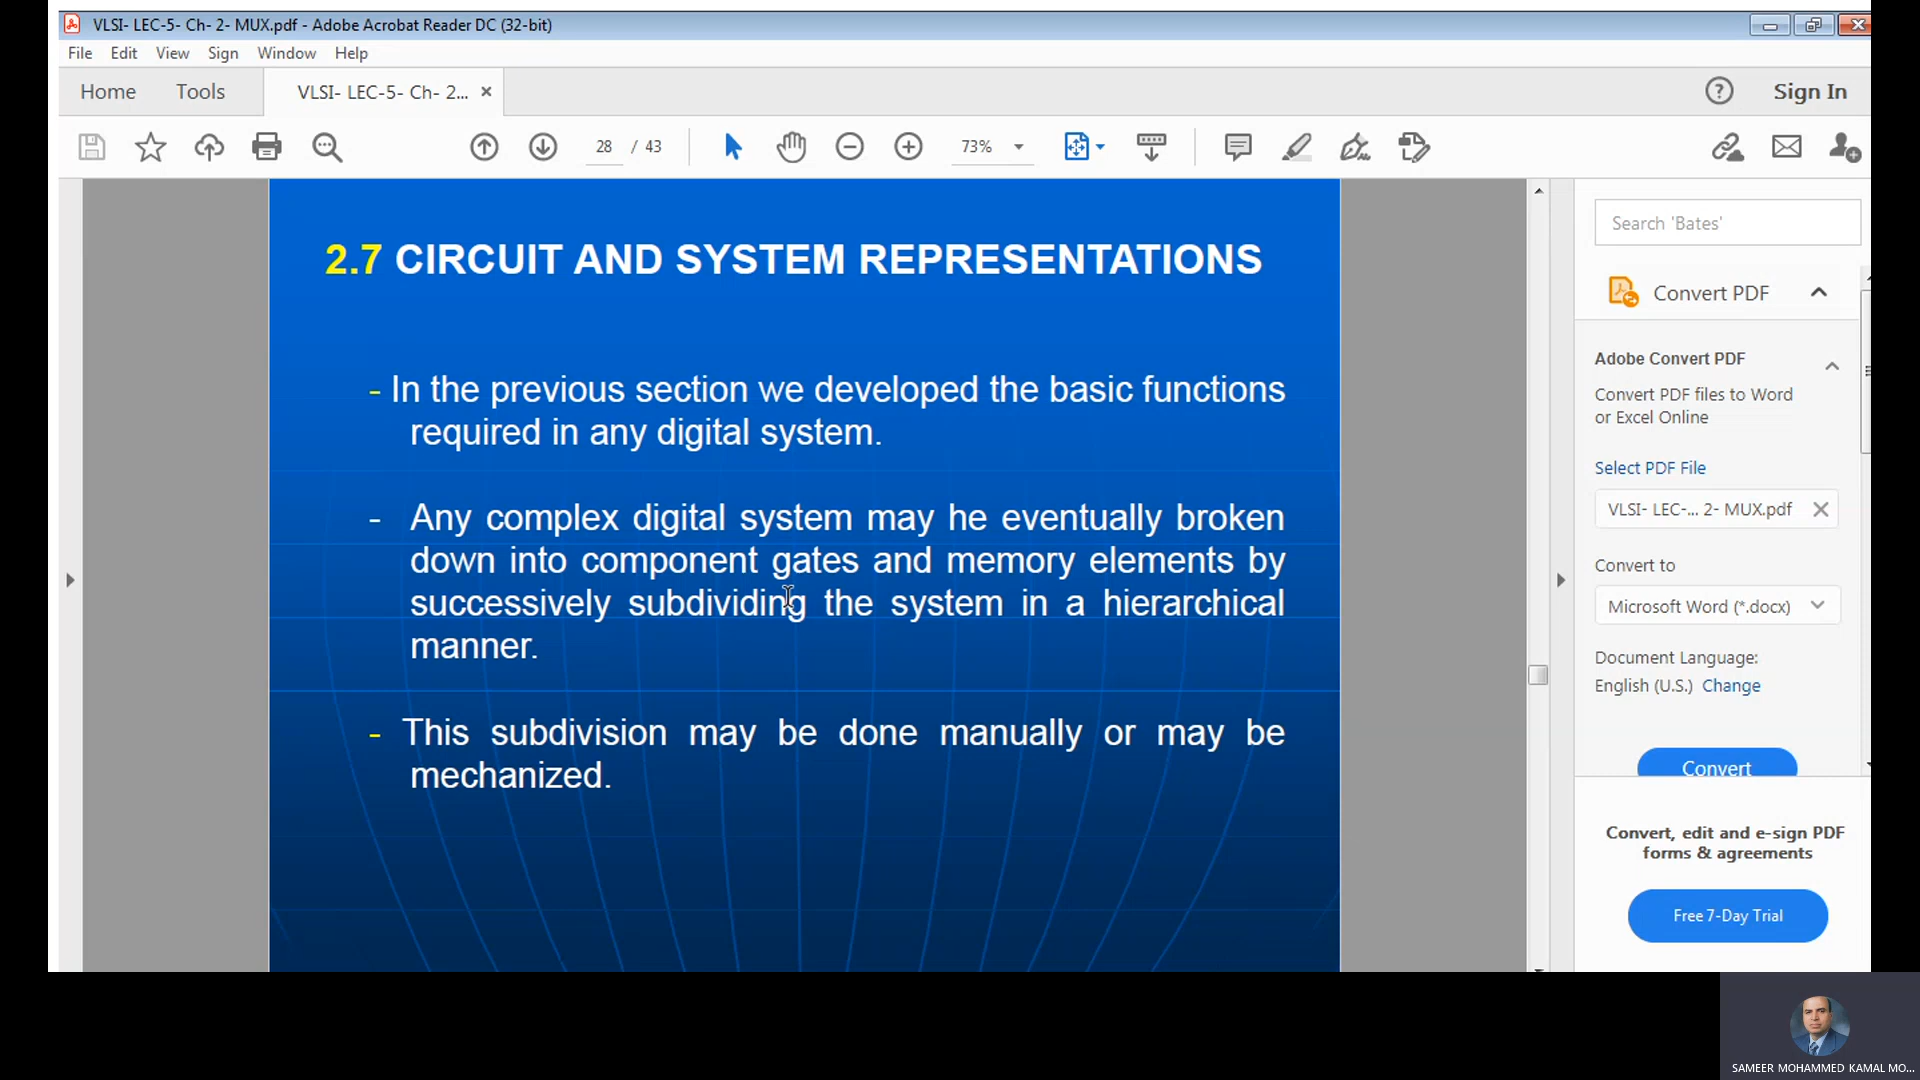 VLSI- LEC-5- Ch- 2- MUX.pdf - Adobe Acrobat Reader DC (32-bit)
File Edit View Sign Window Help
Home Tools VLSI- LEC-5- Ch- 2... × Sign In
28 / 43 73%
2.7 CIRCUIT AND SYSTEM REPRESENTATIONS
- In the previous section we developed the basic functions
required in any digital system.
- Any complex digital system may he eventually broken
down into component gates and memory elements by
successively subdividing the system in a hierarchical
manner.
- This subdivision may be done manually or may be
mechanized.
Search 'Bates'
Convert PDF
Adobe Convert PDF
Convert PDF files to Word
or Excel Online
Select PDF File
VLSI- LEC-... 2- MUX.pdf
Convert to
Microsoft Word (*.docx)
Document Language:
English (U.S.) Change
Convert
Convert, edit and e-sign PDF
forms & agreements
Free 7-Day Trial
SAMEER MOHAMMED KAMAL MO...